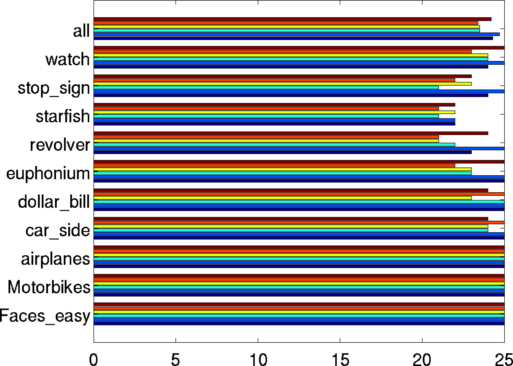 all
watch
stop_sign
starfish
revolver
euphonium
dollar_bill
car_side
airplanes
Motorbikes
Faces_easy
0 5 10 15 20 25